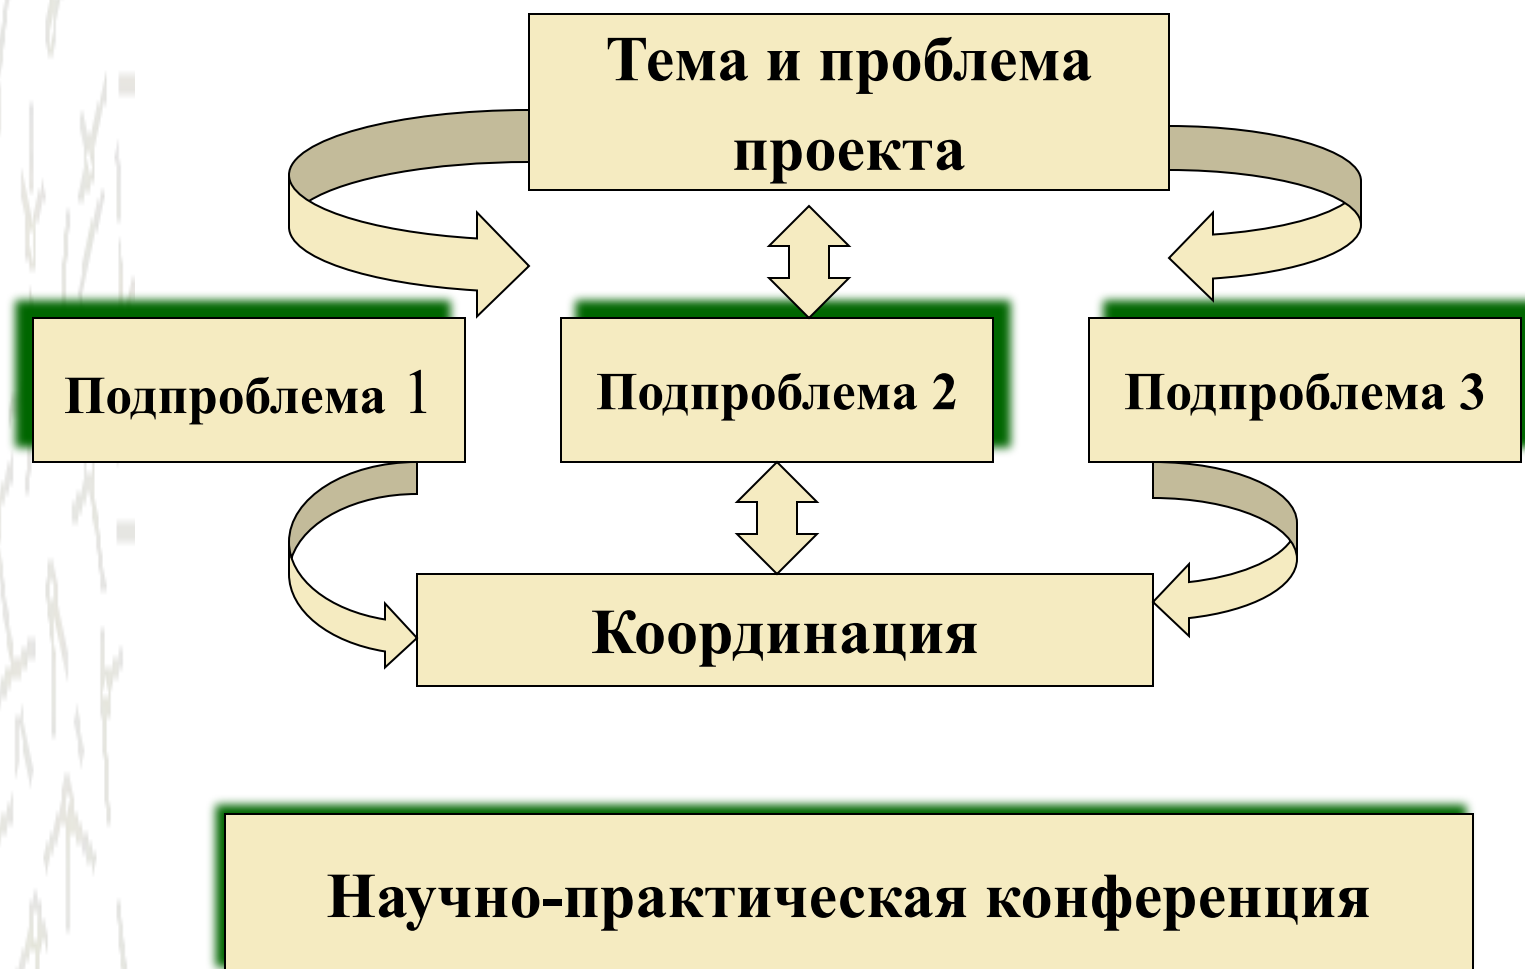 Тема и проблема
проекта
Подпроблема 1
Подпроблема 2
Подпроблема 3
Координация
Научно-практическая конференция